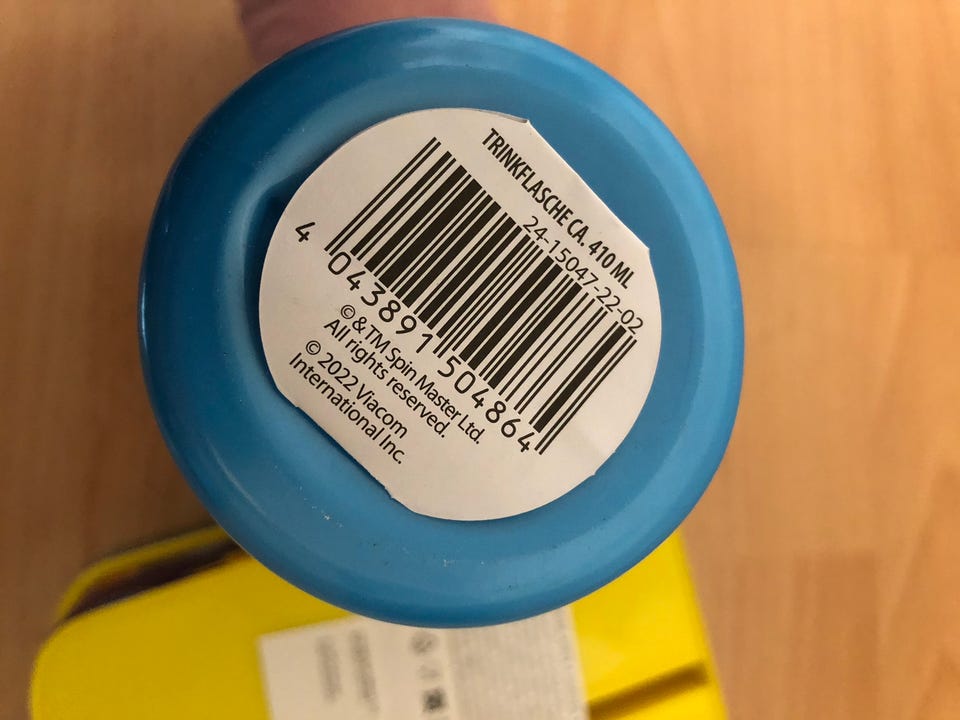 TRINKFLASCHE CA. 410 ML
24-15047-22-02
4 043891 504864
© & TM Spin Master Ltd.
All rights reserved.
© 2022 Viacom
International Inc.